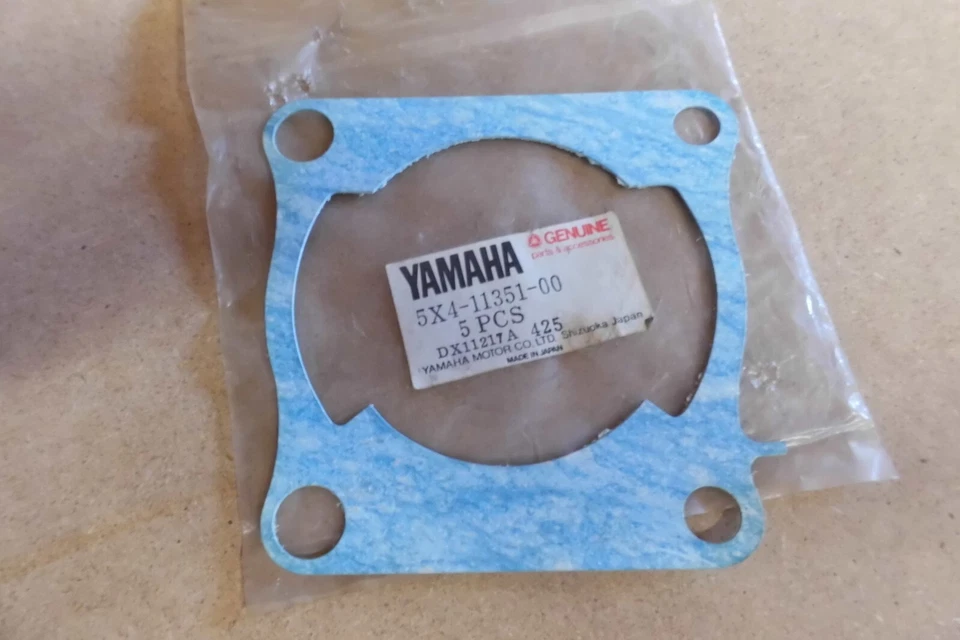 YAMAHA
GENUINE
parts & accessories
5X4-11351-00
5 PCS
DX11217A 425
YAMAHA MOTOR CO., LTD. Shizuoka Japan
MADE IN JAPAN